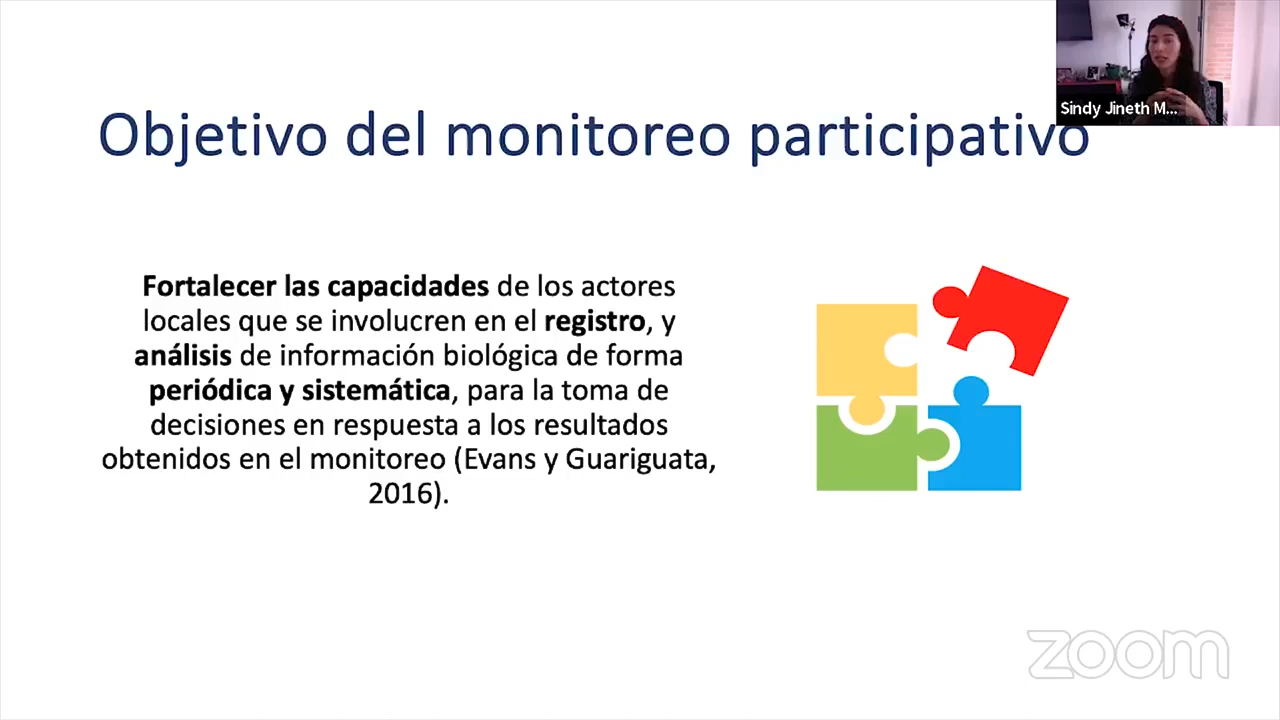 Sindy Jineth M...
Objetivo del monitoreo participativo
Fortalecer las capacidades de los actores
locales que se involucren en el registro, y
análisis de información biológica de forma
periódica y sistemática, para la toma de
decisiones en respuesta a los resultados
obtenidos en el monitoreo (Evans y Guariguata,
2016).
zoom